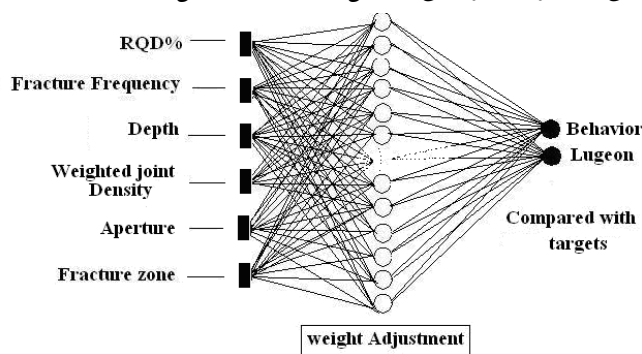 RQD%
Fracture Frequency
Depth
Weighted joint
Density
Aperture
Fracture zone
Behavior
Lugeon
Compared with
targets
weight Adjustment